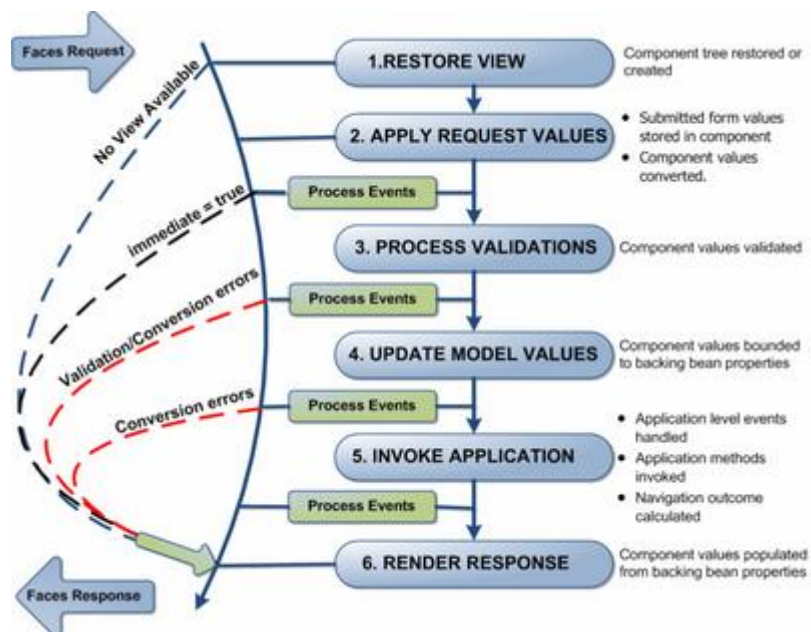 Faces Request
1.RESTORE VIEW
Component tree restored or
created
No View Available
2. APPLY REQUEST VALUES
Submitted form values
stored in component
Component values
converted.
immediate = true
Process Events
3. PROCESS VALIDATIONS
Component values validated
Validation/Conversion errors
Process Events
4. UPDATE MODEL VALUES
Component values bounded
to backing bean properties
Conversion errors
Process Events
Application level events
handled
5. INVOKE APPLICATION
Application methods
invoked
Navigation outcome
calculated
Process Events
6. RENDER RESPONSE
Component values populated
from backing bean properties
Faces Response